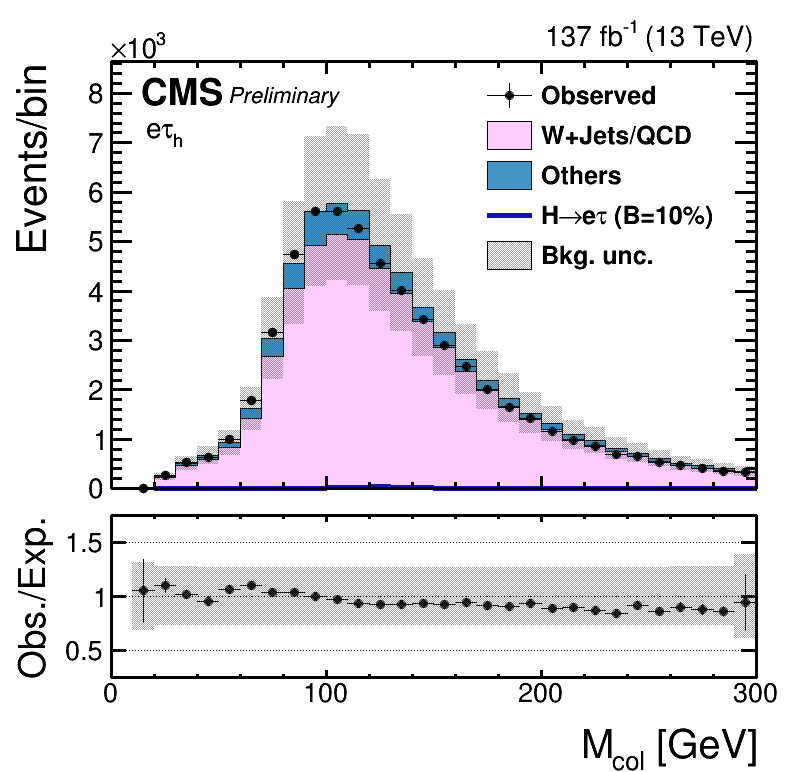 ×10³
137 fb⁻¹ (13 TeV)
CMS Preliminary
eτₕ
Observed
W+Jets/QCD
Others
H→eτ (B=10%)
Bkg. unc.
Events/bin
8
7
6
5
4
3
2
1
0
Obs./Exp.
1.5
1
0.5
0 100 200 300
M_col [GeV]